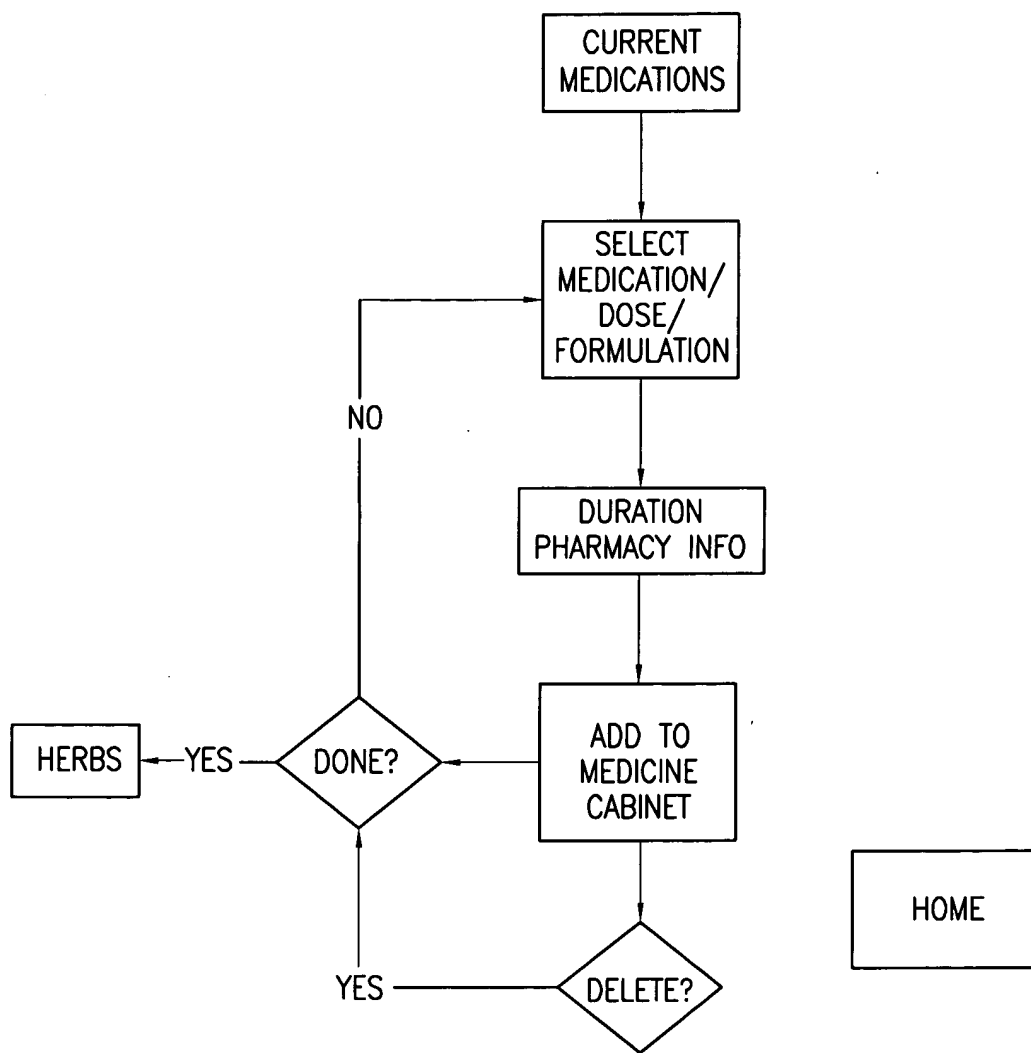 CURRENT
MEDICATIONS
SELECT
MEDICATION/
DOSE/
FORMULATION
NO
DURATION
PHARMACY INFO
HERBS
YES
DONE?
ADD TO
MEDICINE
CABINET
HOME
YES
DELETE?